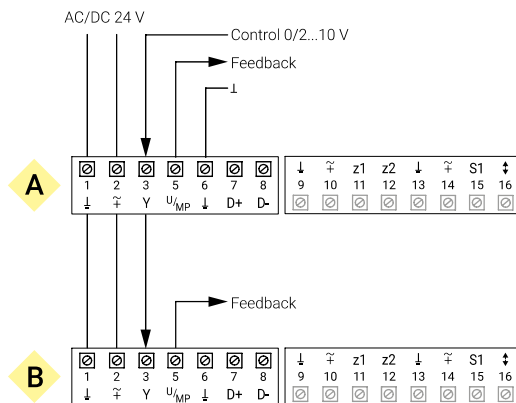 AC/DC 24 V
Control 0/2...10 V
Feedback
⊥
A
1 2 3 5 6 7 8
⊥ ~∓ Y U/MP ⊥ D+ D-
⊥ ~∓ z1 z2 ⊥ ~∓ S1 ↕
9 10 11 12 13 14 15 16
Feedback
B
1 2 3 5 6 7 8
⊥ ~∓ Y U/MP ⊥ D+ D-
⊥ ~∓ z1 z2 ⊥ ~∓ S1 ↕
9 10 11 12 13 14 15 16